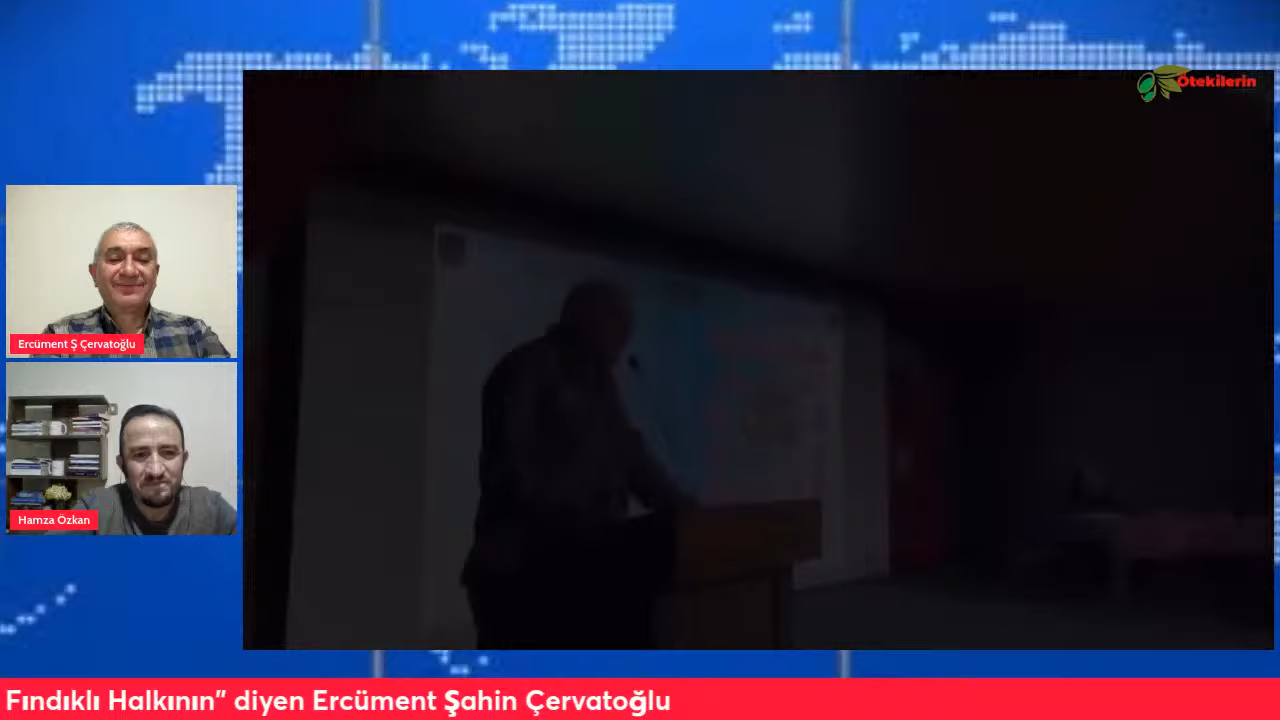 Ötekilerin
Ercüment Ş Çervatoğlu
Hamza Özkan
Fındıklı Halkının” diyen Ercüment Şahin Çervatoğlu